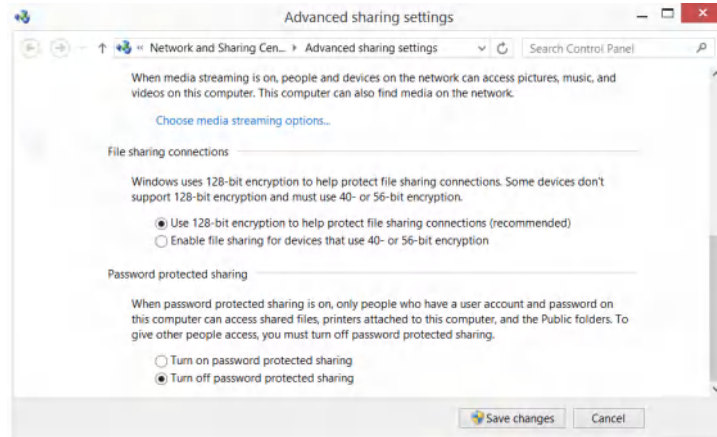 Advanced sharing settings
« Network and Sharing Cen... Advanced sharing settings
Search Control Panel
When media streaming is on, people and devices on the network can access pictures, music, and
videos on this computer. This computer can also find media on the network.
Choose media streaming options...
File sharing connections
Windows uses 128-bit encryption to help protect file sharing connections. Some devices don't
support 128-bit encryption and must use 40- or 56-bit encryption.
Use 128-bit encryption to help protect file sharing connections (recommended)
Enable file sharing for devices that use 40- or 56-bit encryption
Password protected sharing
When password protected sharing is on, only people who have a user account and password on
this computer can access shared files, printers attached to this computer, and the Public folders. To
give other people access, you must turn off password protected sharing.
Turn on password protected sharing
Turn off password protected sharing
Save changes
Cancel